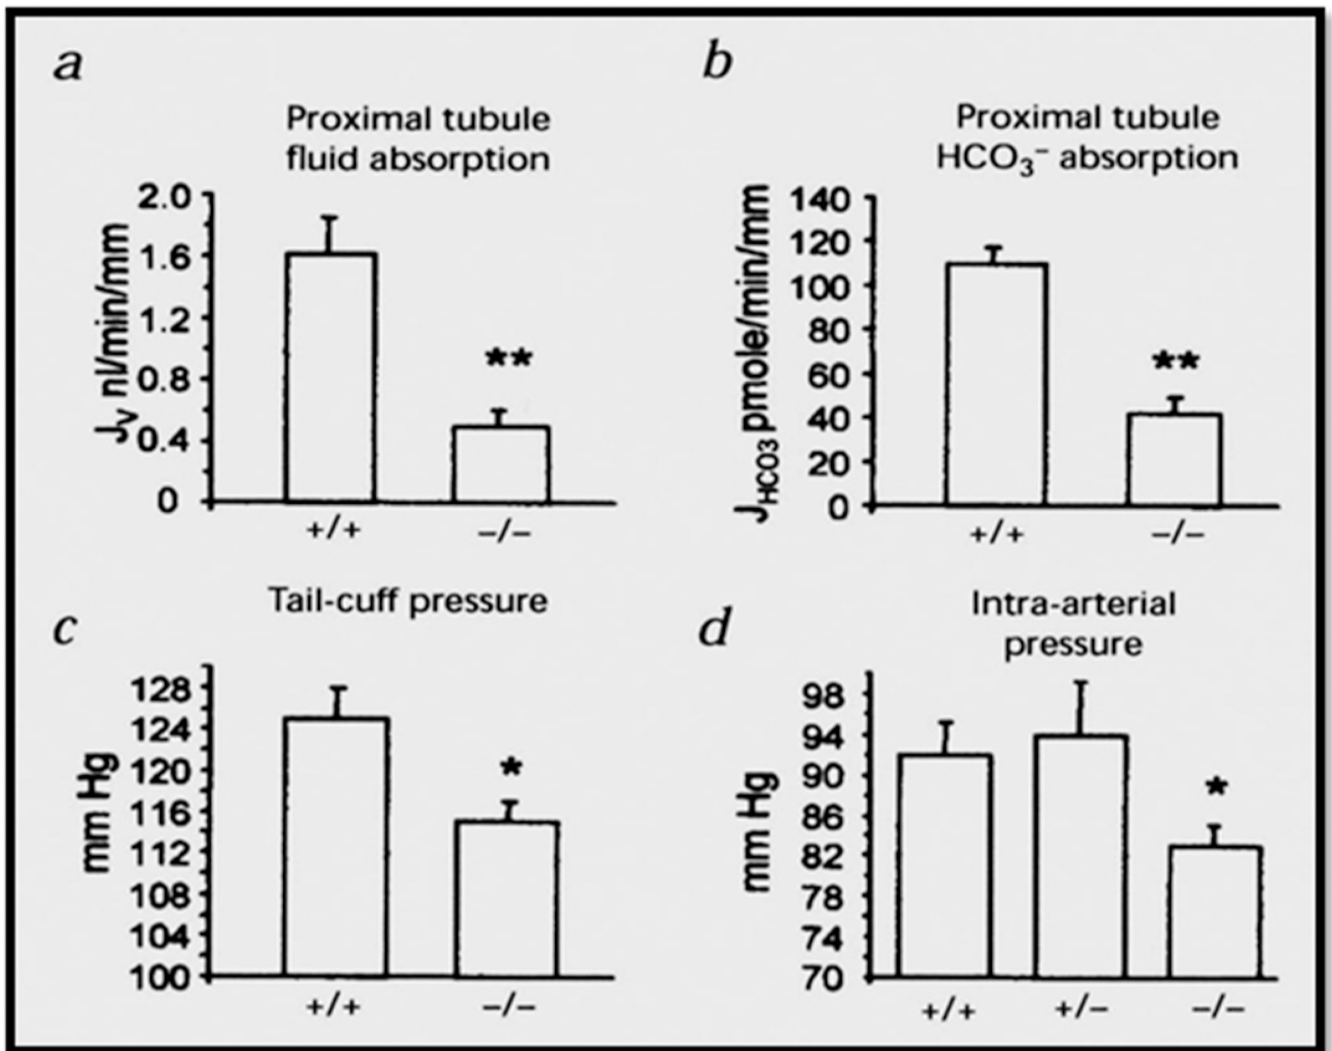 a
Proximal tubule
fluid absorption
J_V nl/min/mm
2.0
1.6
1.2
0.8
0.4
0
**
+/+
−/−
b
Proximal tubule
HCO₃⁻ absorption
J_HCO3 pmole/min/mm
140
120
100
80
60
40
20
0
**
+/+
−/−
c
Tail-cuff pressure
mm Hg
128
124
120
116
112
108
104
100
*
+/+
−/−
d
Intra-arterial
pressure
mm Hg
98
94
90
86
82
78
74
70
*
+/+
+/−
−/−